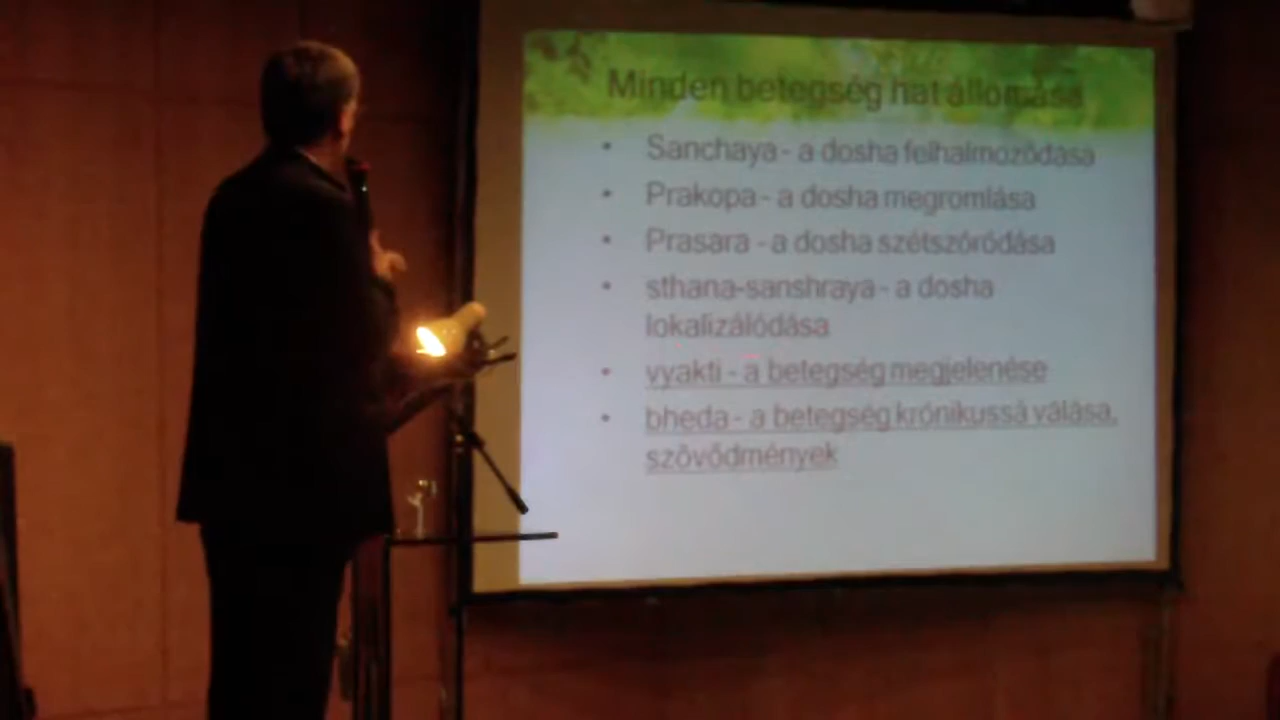 Minden betegség hat állomása
• Sanchaya - a dosha felhalmozódása
• Prakopa - a dosha megromlása
• Prasara - a dosha szétszóródása
• sthana-sanshraya - a dosha
lokalizálódása
• vyakti - a betegség megjelenése
• bheda - a betegség krónikussá válása,
szövődmények